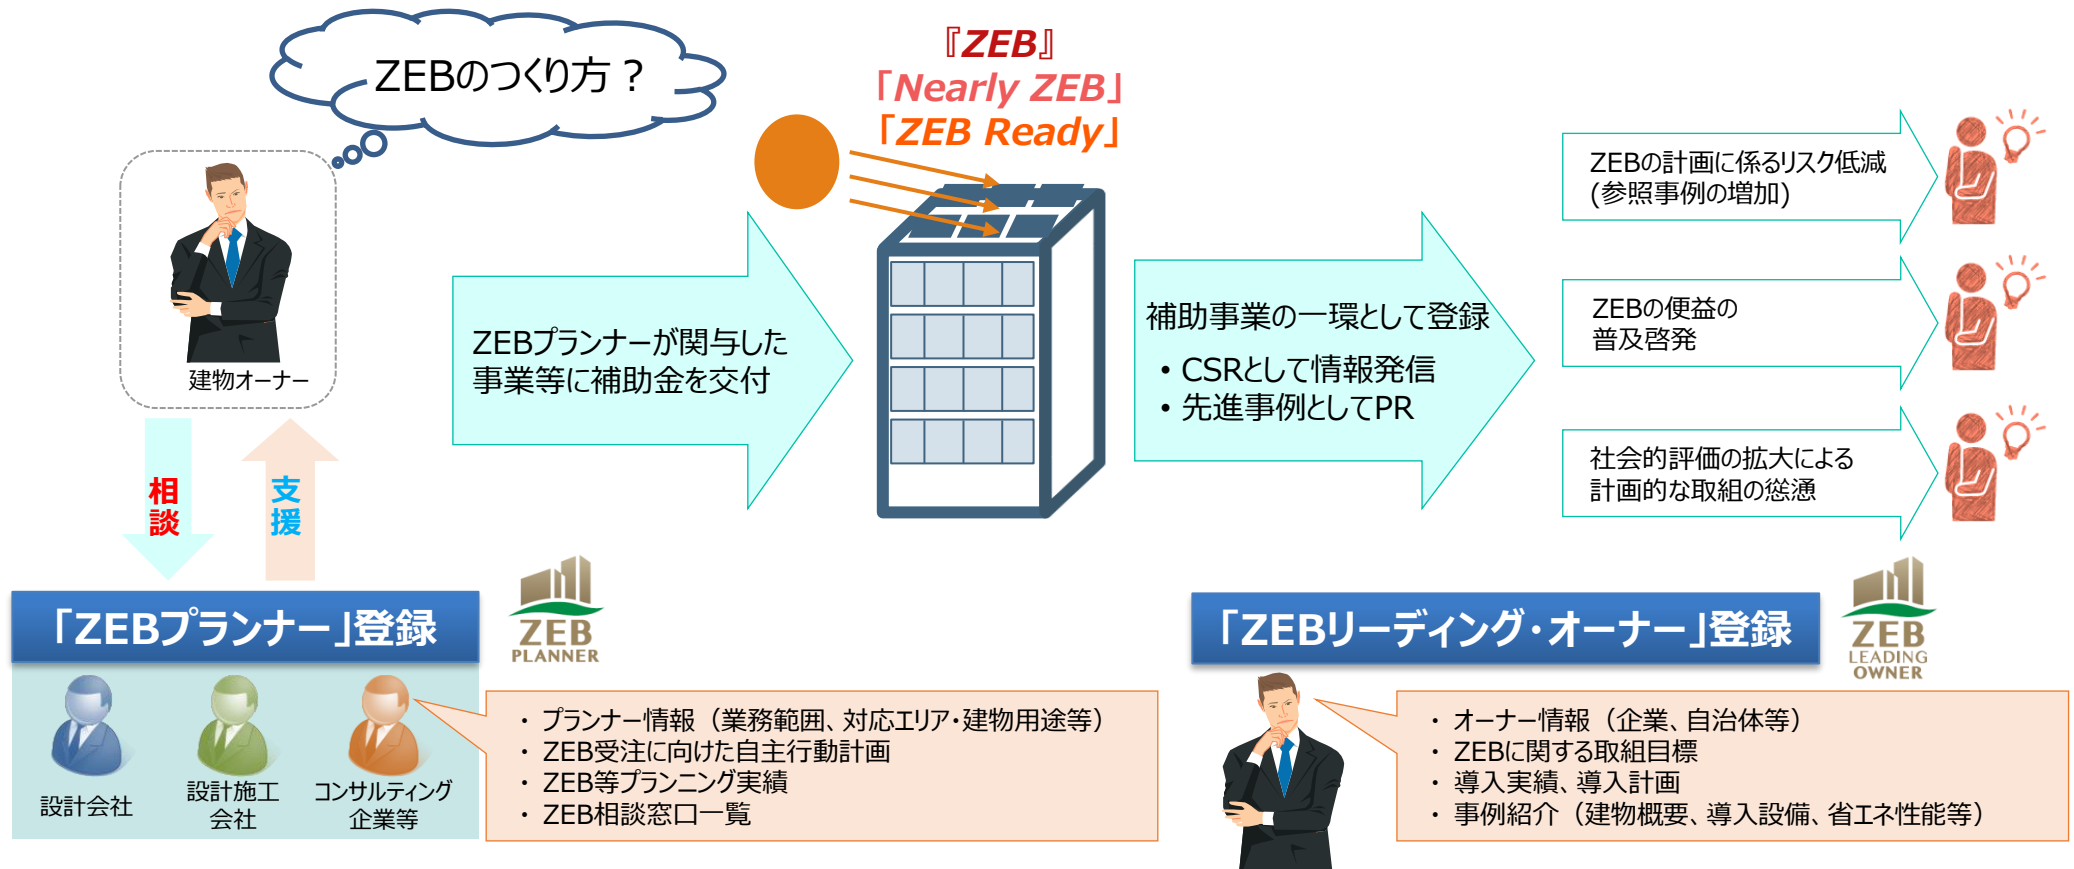 ZEBのつくり方？
『ZEB』
「Nearly ZEB」
「ZEB Ready」
建物オーナー
相談
支援
ZEBプランナーが関与した
事業等に補助金を交付
補助事業の一環として登録
・CSRとして情報発信
・先進事例としてPR
ZEBの計画に係るリスク低減
(参照事例の増加)
ZEBの便益の
普及啓発
社会的評価の拡大による
計画的な取組の慫慂
「ZEBプランナー」登録
ZEB
PLANNER
設計会社
設計施工
会社
コンサルティング
企業等
・ プランナー情報（業務範囲、対応エリア・建物用途等）
・ ZEB受注に向けた自主行動計画
・ ZEB等プランニング実績
・ ZEB相談窓口一覧
「ZEBリーディング・オーナー」登録
ZEB
LEADING
OWNER
・ オーナー情報（企業、自治体等）
・ ZEBに関する取組目標
・ 導入実績、導入計画
・ 事例紹介（建物概要、導入設備、省エネ性能等）